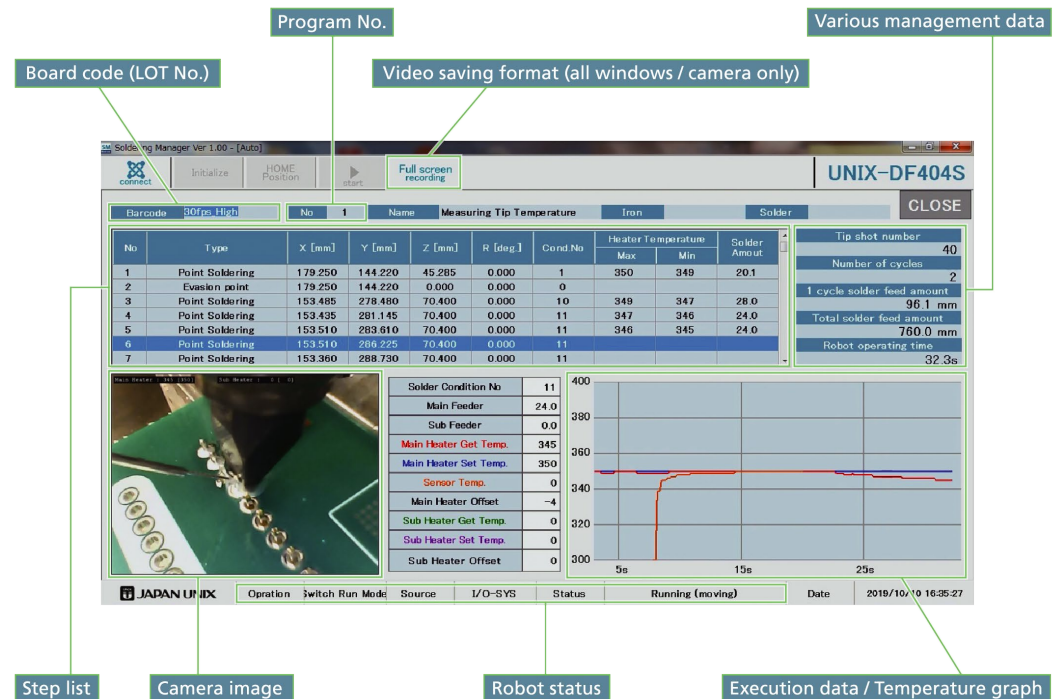 Program No.
Various management data
Board code (LOT No.)
Video saving format (all windows / camera only)
Soldering Manager Ver 1.00 - [Auto]
connect
Initialize
HOME Position
start
Full screen recording
UNIX-DF404S
Barcode 30fps High No 1 Name Measuring Tip Temperature Iron Solder
CLOSE
No Type X [mm] Y [mm] Z [mm] R [deg.] Cond.No Heater Temperature Max Min Solder Amout
1 Point Soldering 179.250 144.220 45.285 0.000 1 350 349 20.1
2 Evasion point 179.250 144.220 0.000 0.000 0
3 Point Soldering 153.485 278.480 70.400 0.000 10 349 347 28.0
4 Point Soldering 153.435 281.145 70.400 0.000 11 347 346 24.0
5 Point Soldering 153.510 283.610 70.400 0.000 11 346 345 24.0
6 Point Soldering 153.510 286.225 70.400 0.000 11
7 Point Soldering 153.360 288.730 70.400 0.000 11
Tip shot number
40
Number of cycles
2
1 cycle solder feed amount
96.1 mm
Total solder feed amount
760.0 mm
Robot operating time
32.3s
Main Heater : 345 [350] Sub Heater : 0 [ 0]
Solder Condition No 11
Main Feeder 24.0
Sub Feeder 0.0
Main Heater Get Temp. 345
Main Heater Set Temp. 350
Sensor Temp. 0
Main Heater Offset -4
Sub Heater Get Temp. 0
Sub Heater Set Temp. 0
Sub Heater Offset 0
400
380
360
340
320
300
5s 15s 25s
JAPAN UNIX Opration Switch Run Mode Source I/O-SYS Status Running (moving) Date 2019/10/10 16:35:27
Step list
Camera image
Robot status
Execution data / Temperature graph